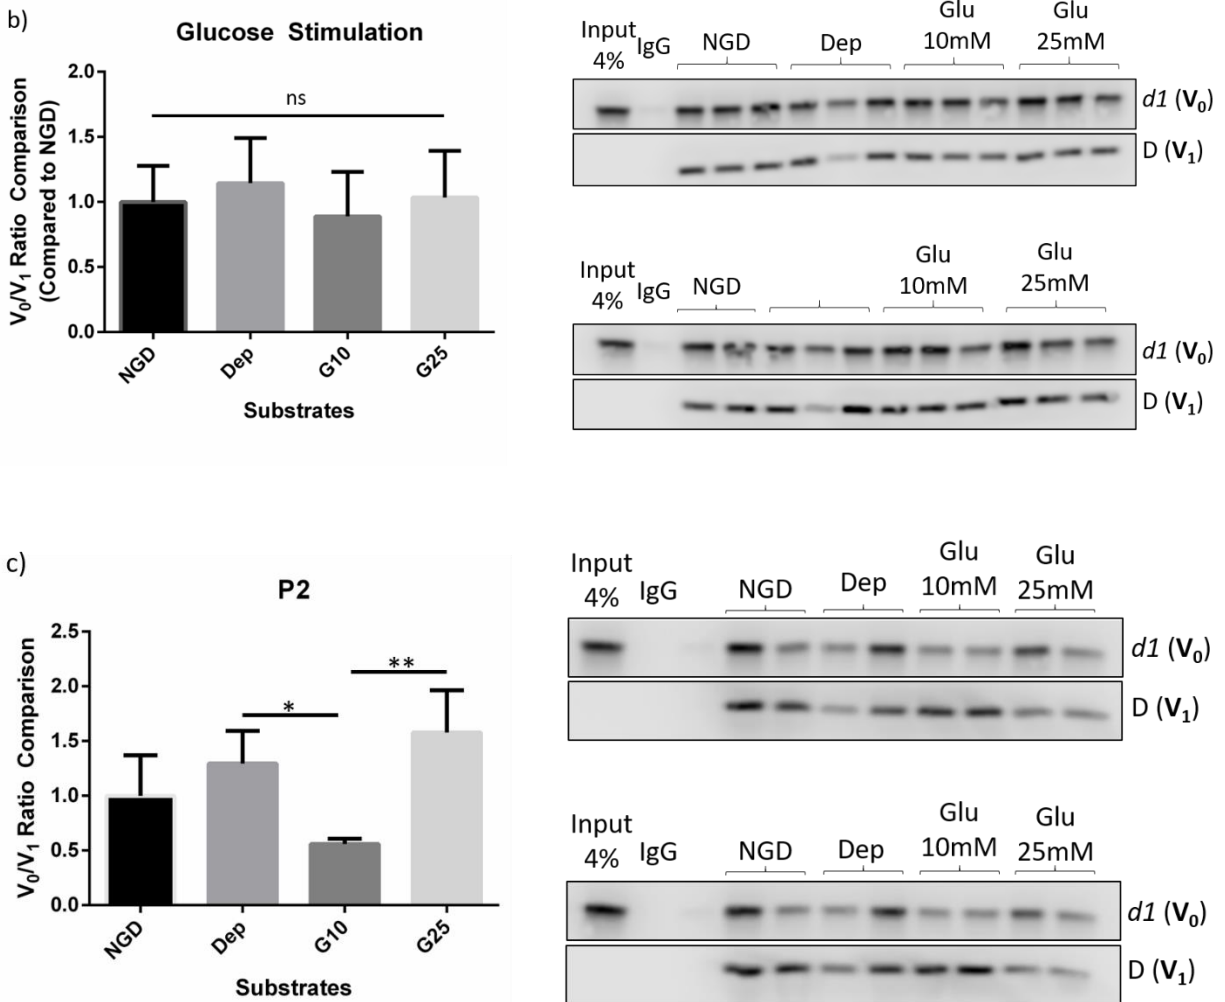 b)
Glucose Stimulation
V0/V1 Ratio Comparison
(Compared to NGD)
2.0
1.5
1.0
0.5
0.0
ns
NGD
Dep
G10
G25
Substrates
Input
4%
IgG
NGD
Dep
Glu
10mM
Glu
25mM
d1 (V0)
D (V1)
Input
4%
IgG
NGD
Glu
10mM
Glu
25mM
d1 (V0)
D (V1)
c)
P2
V0/V1 Ratio Comparison
2.5
2.0
1.5
1.0
0.5
0.0
*
**
NGD
Dep
G10
G25
Substrates
Input
4%
IgG
NGD
Dep
Glu
10mM
Glu
25mM
d1 (V0)
D (V1)
Input
4%
IgG
NGD
Dep
Glu
10mM
Glu
25mM
d1 (V0)
D (V1)